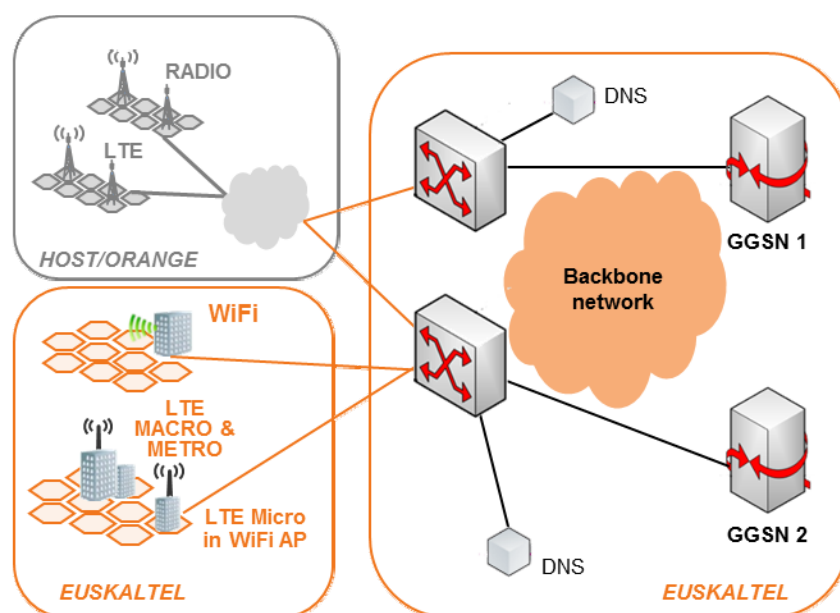 RADIO
LTE
HOST/ORANGE
WiFi
LTE
MACRO &
METRO
LTE Micro
in WiFi AP
EUSKALTEL
DNS
GGSN 1
Backbone
network
GGSN 2
DNS
EUSKALTEL